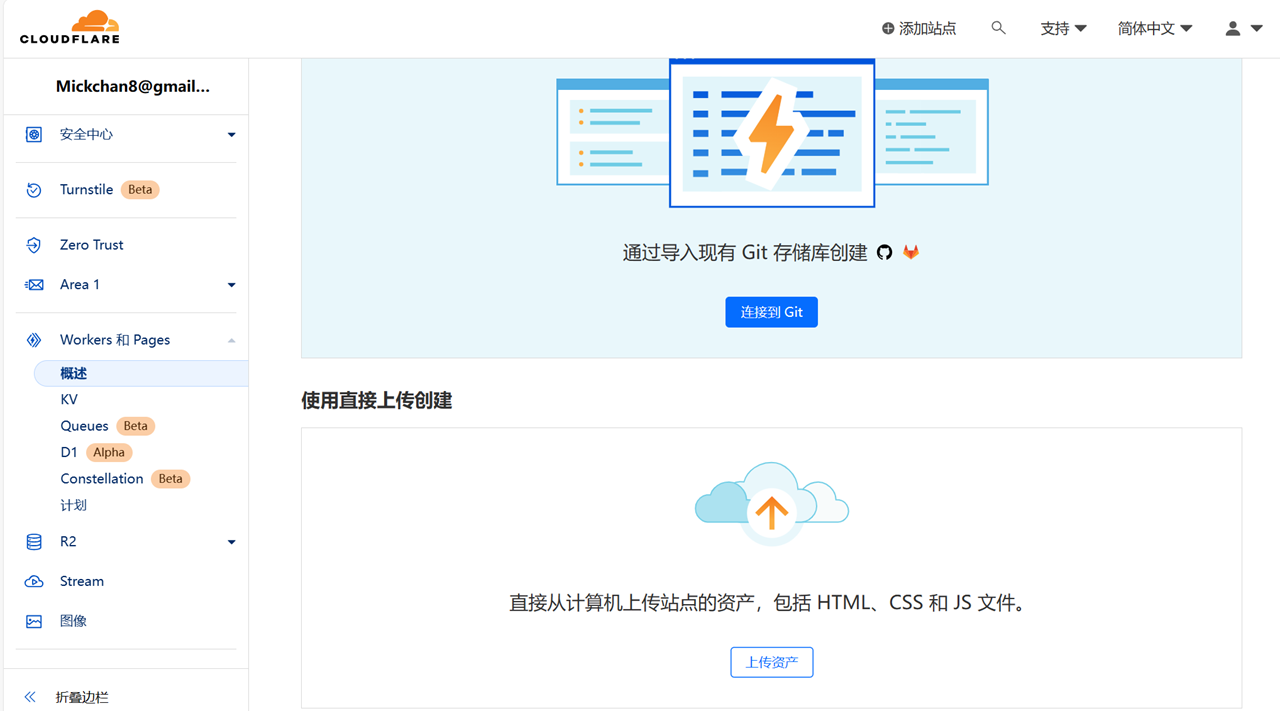 CLOUDFLARE
添加站点
支持
简体中文
Mickchan8@gmail...
安全中心
Turnstile Beta
Zero Trust
Area 1
Workers 和 Pages
概述
KV
Queues Beta
D1 Alpha
Constellation Beta
计划
R2
Stream
图像
折叠边栏
通过导入现有 Git 存储库创建
连接到 Git
使用直接上传创建
直接从计算机上传站点的资产，包括 HTML、CSS 和 JS 文件。
上传资产